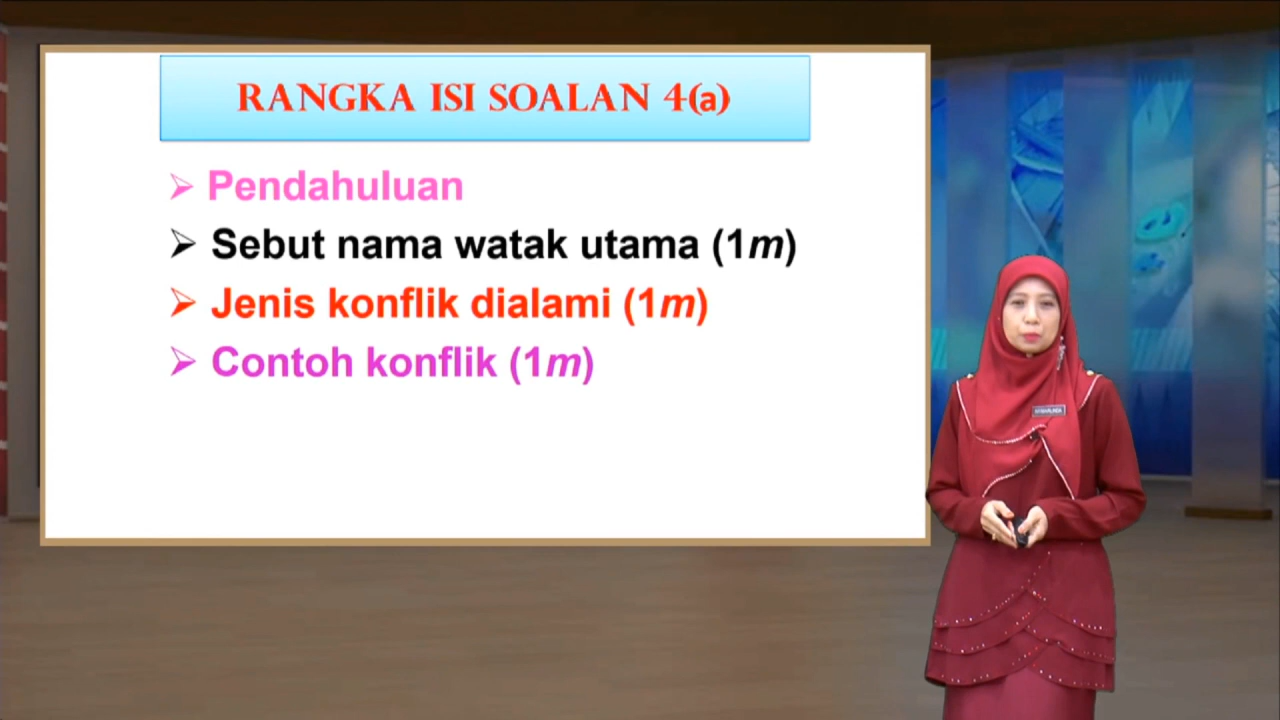 RANGKA ISI SOALAN 4(a)
➢ Pendahuluan
➢ Sebut nama watak utama (1m)
➢ Jenis konflik dialami (1m)
➢ Contoh konflik (1m)